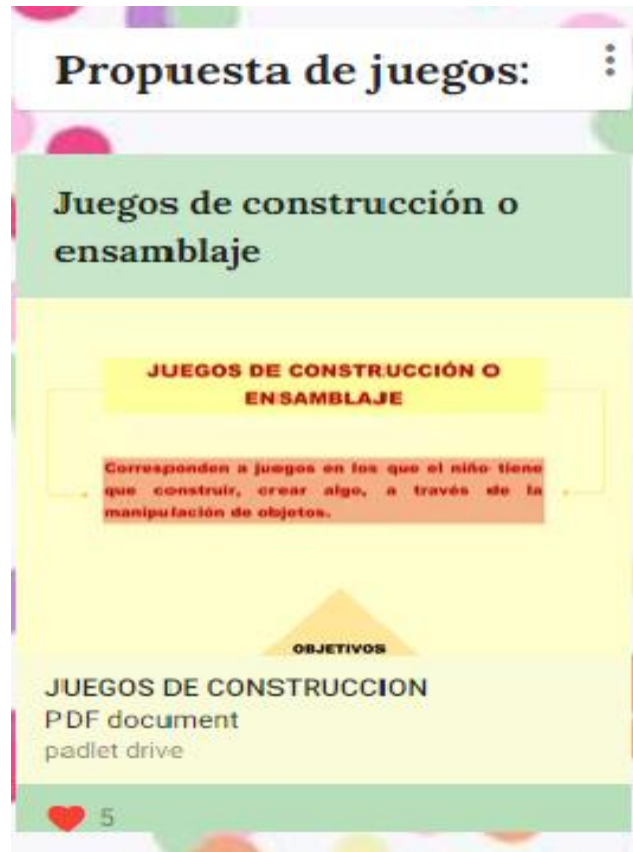 Propuesta de juegos:
Juegos de construcción o
ensamblaje
JUEGOS DE CONSTRUCCIÓN O
ENSAMBLAJE
Corresponden a juegos en los que el niño tiene
que construir, crear algo, a través de la
manipulación de objetos.
OBJETIVOS
JUEGOS DE CONSTRUCCION
PDF document
padlet drive
5